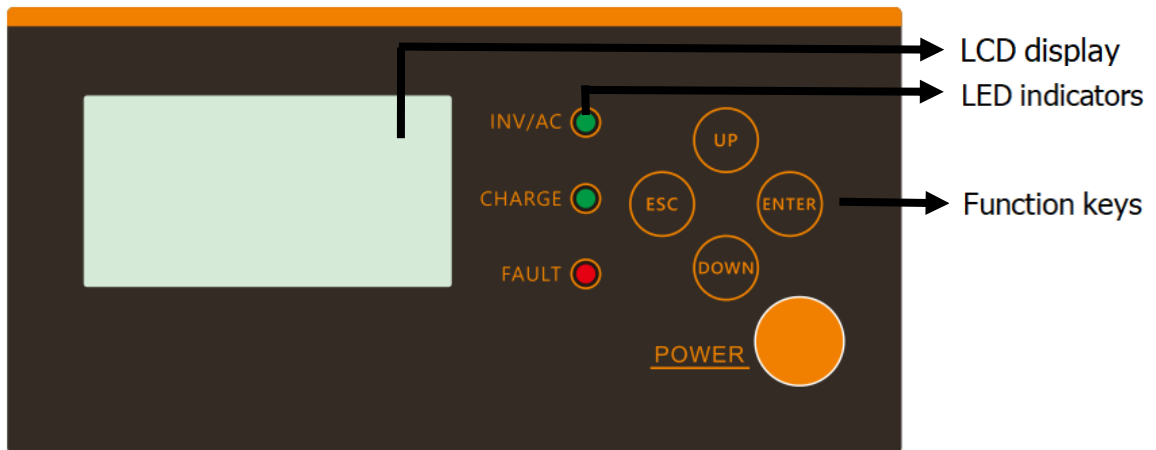 LCD display
LED indicators
INV/AC
UP
CHARGE
ESC
ENTER
Function keys
FAULT
DOWN
POWER